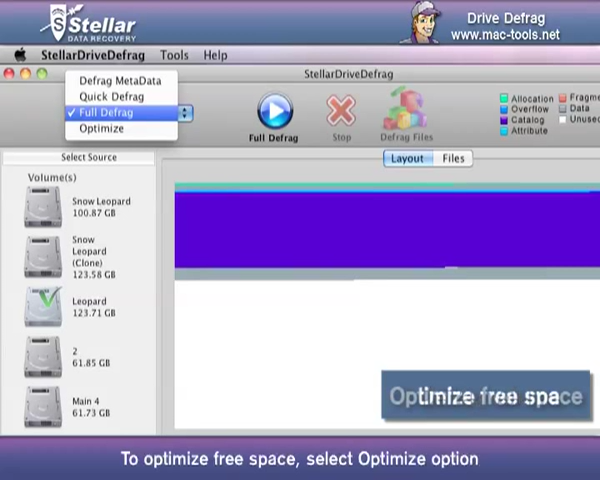 Stellar
DATA RECOVERY
Drive Defrag
www.mac-tools.net
StellarDriveDefrag Tools Help
StellarDriveDefrag
Defrag MetaData
Quick Defrag
✓ Full Defrag
Optimize
Full Defrag
Stop
Defrag Files
Allocation
Overflow
Catalog
Attribute
Fragme
Data
Unused
Select Source
Layout Files
Volume(s)
Snow Leopard
100.87 GB
Snow
Leopard
(Clone)
123.58 GB
Leopard
123.71 GB
2
61.85 GB
Main 4
61.73 GB
Optimize free space
To optimize free space, select Optimize option